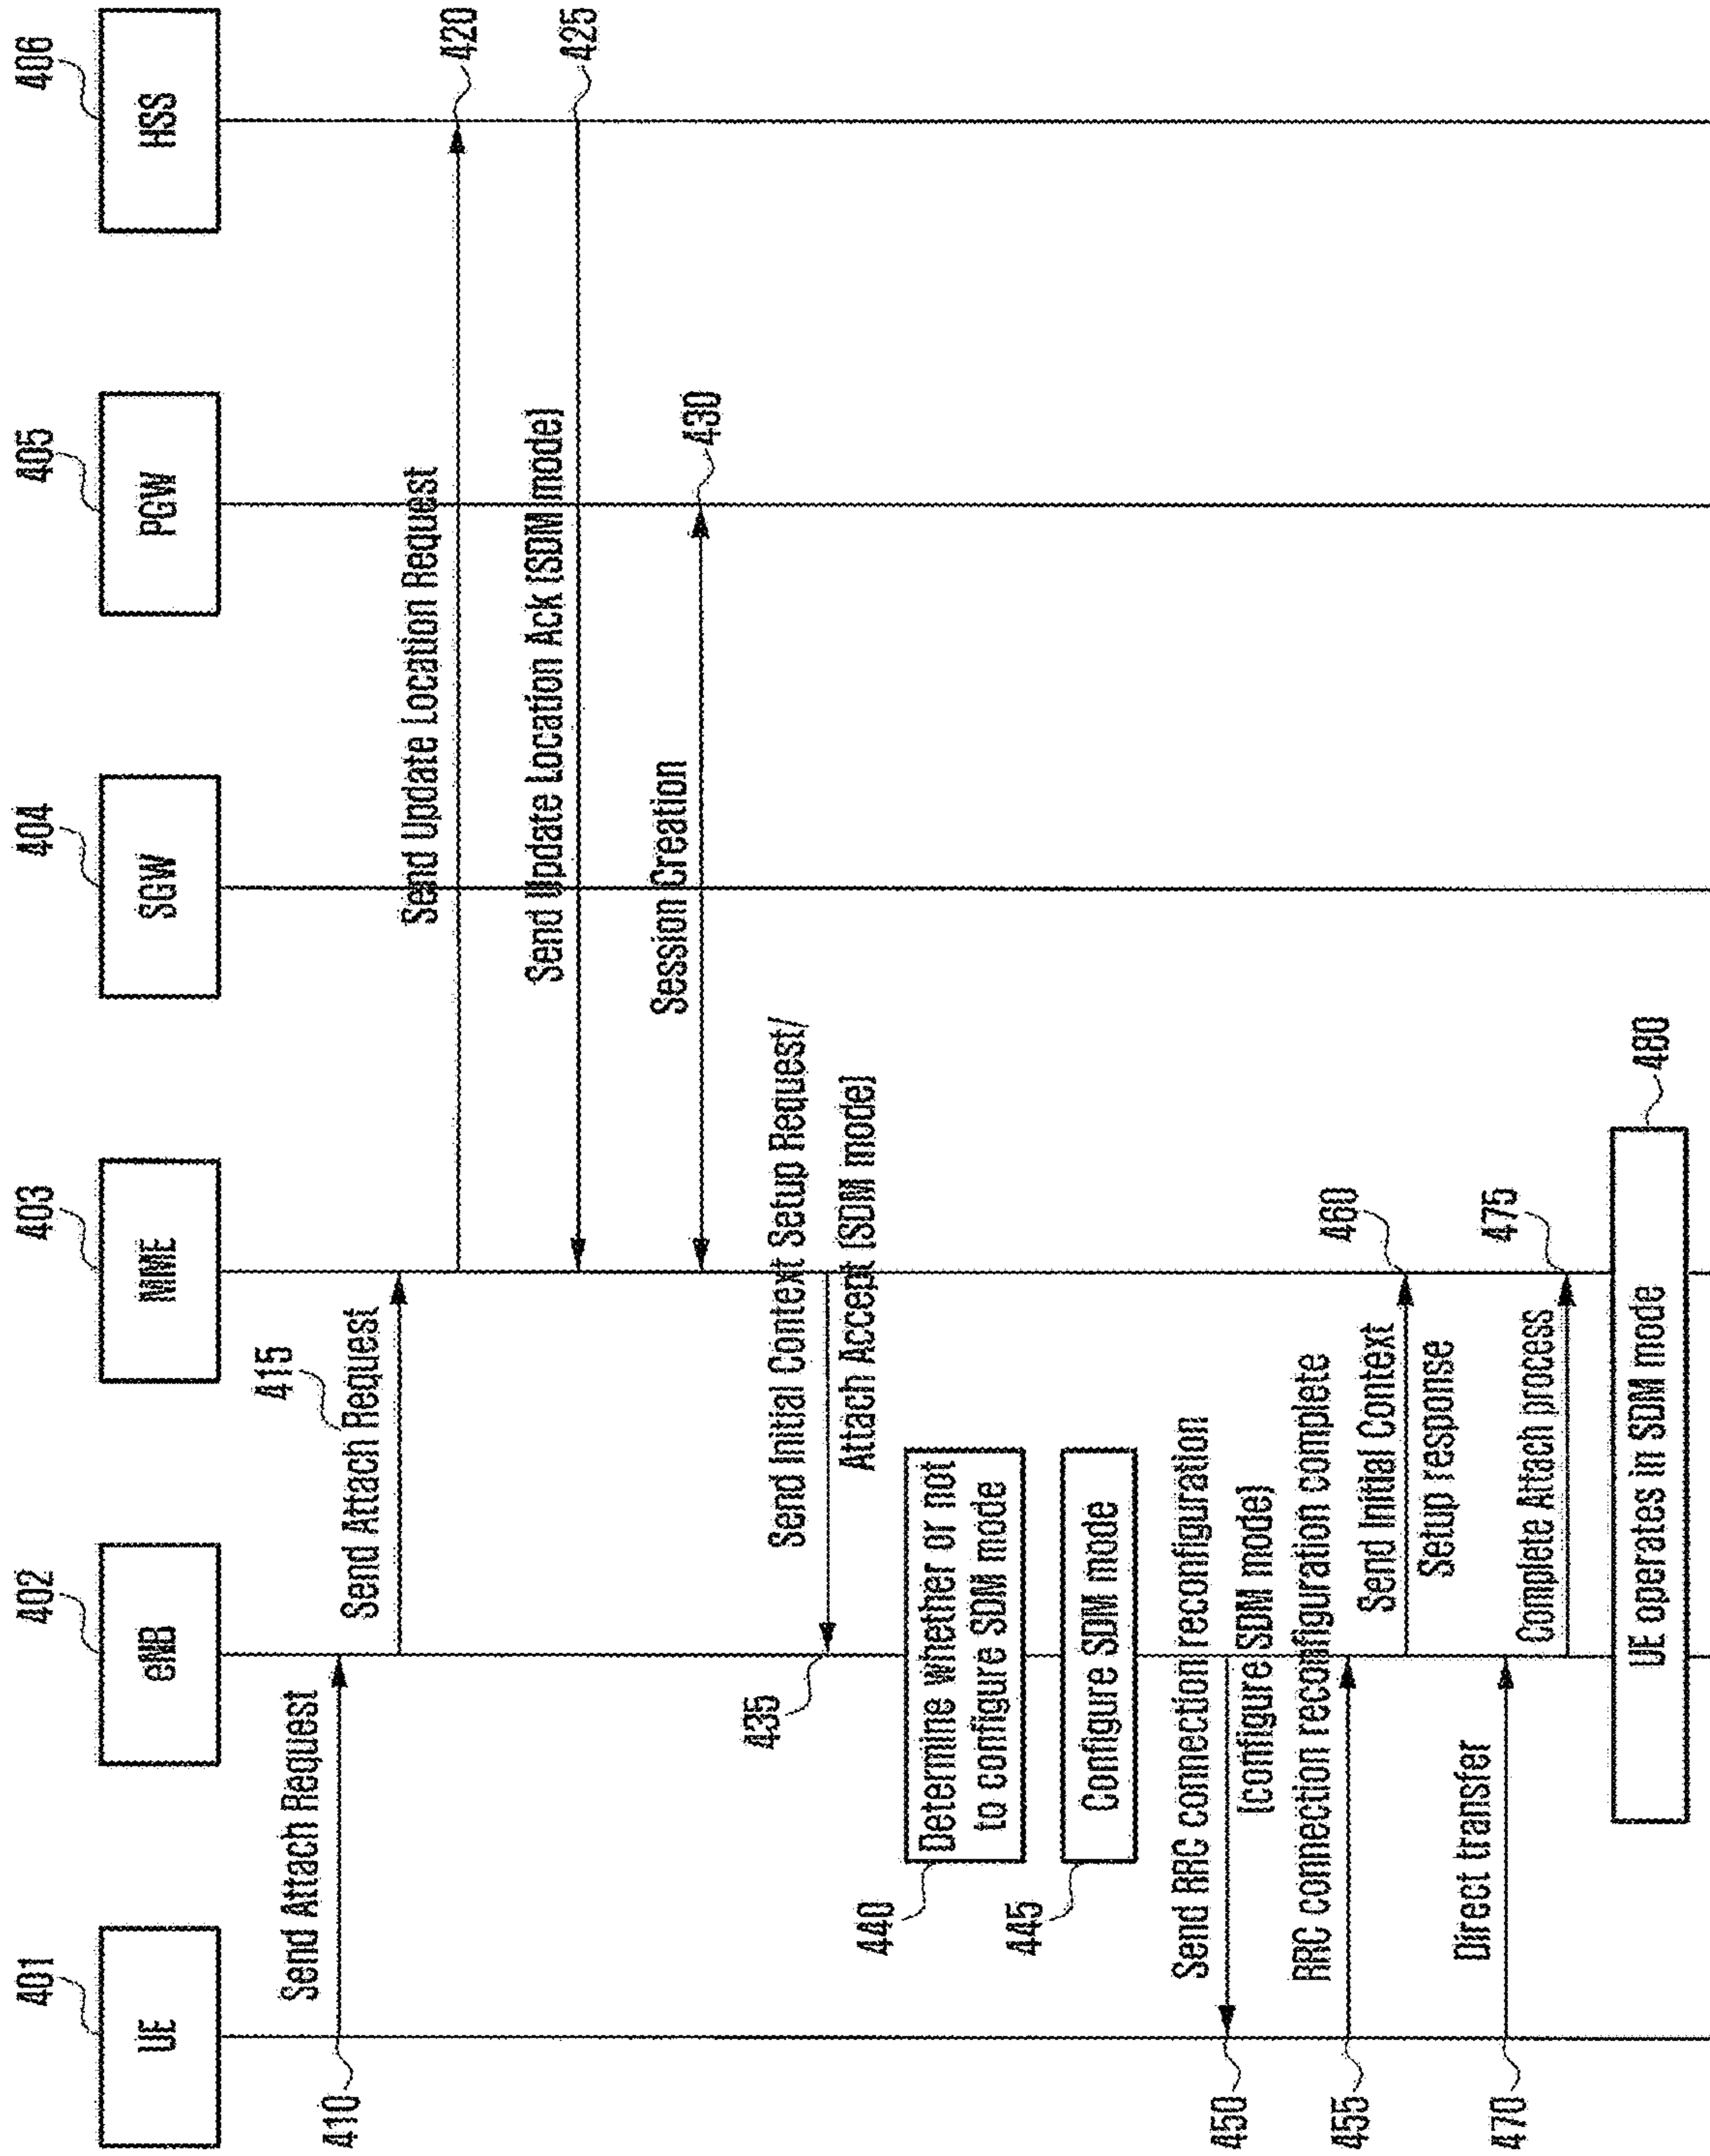 401
402
403
404
405
406
UE
eNB
MME
SGW
PGW
HSS
410
Send Attach Request
415
Send Attach Request
Send Update Location Request
420
Send Update Location Ack [SDM mode]
425
Session Creation
430
435
Send Initial Context Setup Request/
Attach Accept [SDM mode]
440
Determine whether or not
to configure SDM mode
445
Configure SDM mode
450
Send RRC connection reconfiguration
[configure SDM mode]
455
RRC connection reconfiguration complete
460
Send Initial Context
Setup response
470
Direct transfer
475
Complete Attach process
UE operates in SDM mode
480